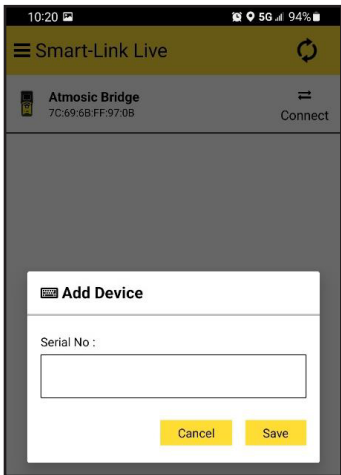 10:20 5G 94%
Smart-Link Live
Atmosic Bridge
7C:69:6B:FF:97:0B
Connect
Add Device
Serial No :
Cancel Save